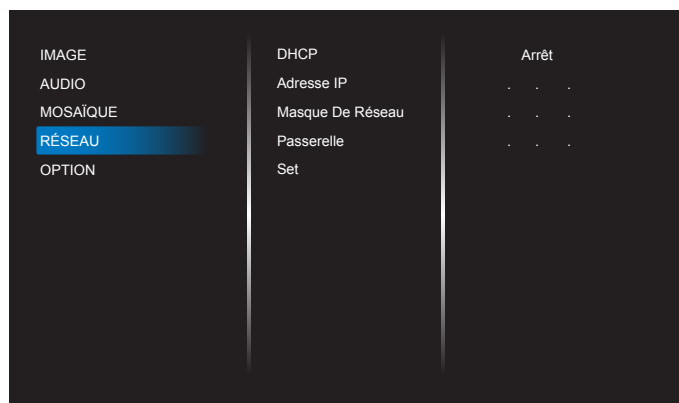 IMAGE
AUDIO
MOSAÏQUE
RÉSEAU
OPTION
DHCP Arrêt
Adresse IP . . .
Masque De Réseau . . .
Passerelle . . .
Set